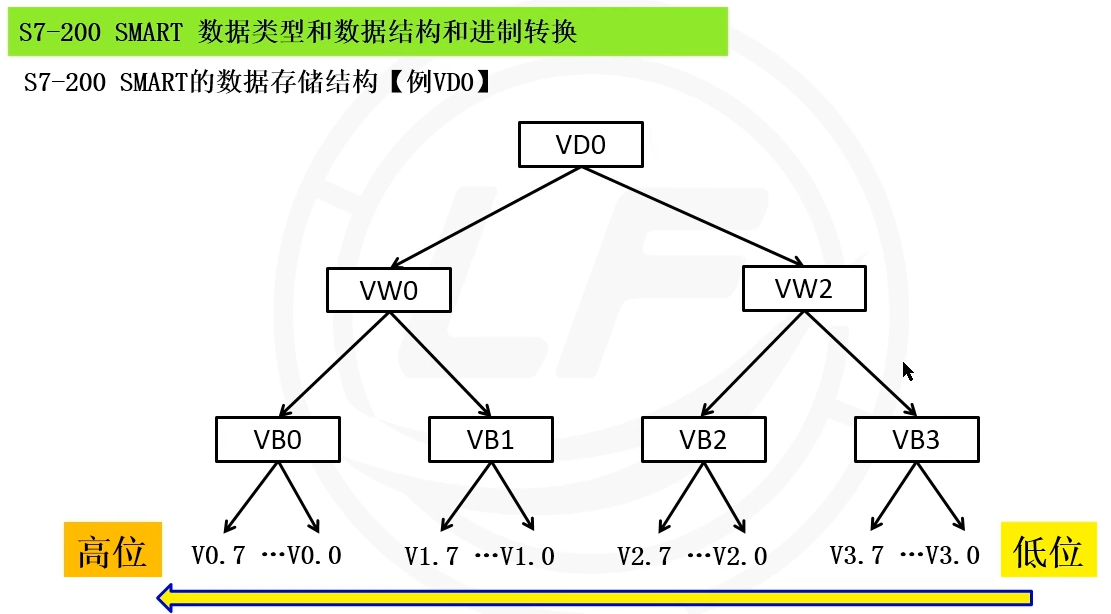 S7-200 SMART 数据类型和数据结构和进制转换
S7-200 SMART的数据存储结构【例VD0】
VD0
VW0 VW2
VB0 VB1 VB2 VB3
高位 V0.7 …V0.0 V1.7 …V1.0 V2.7 …V2.0 V3.7 …V3.0 低位
LF